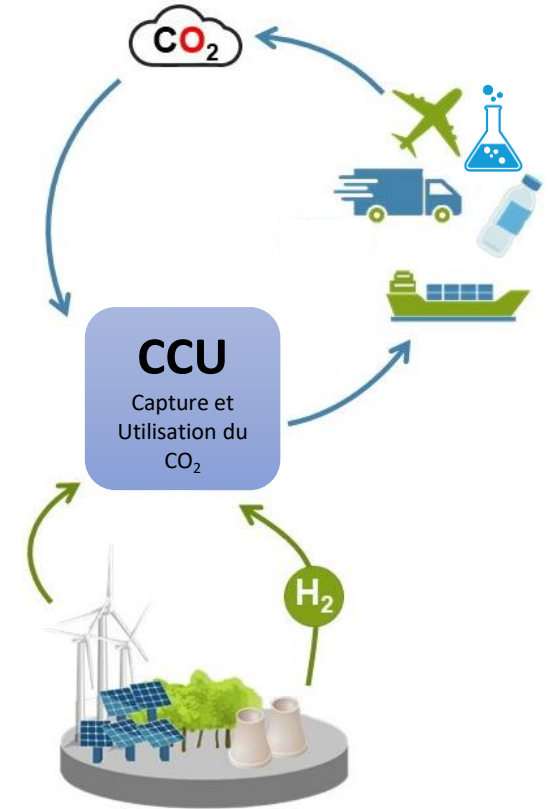 CO₂
CCU
Capture et
Utilisation du
CO₂
H₂